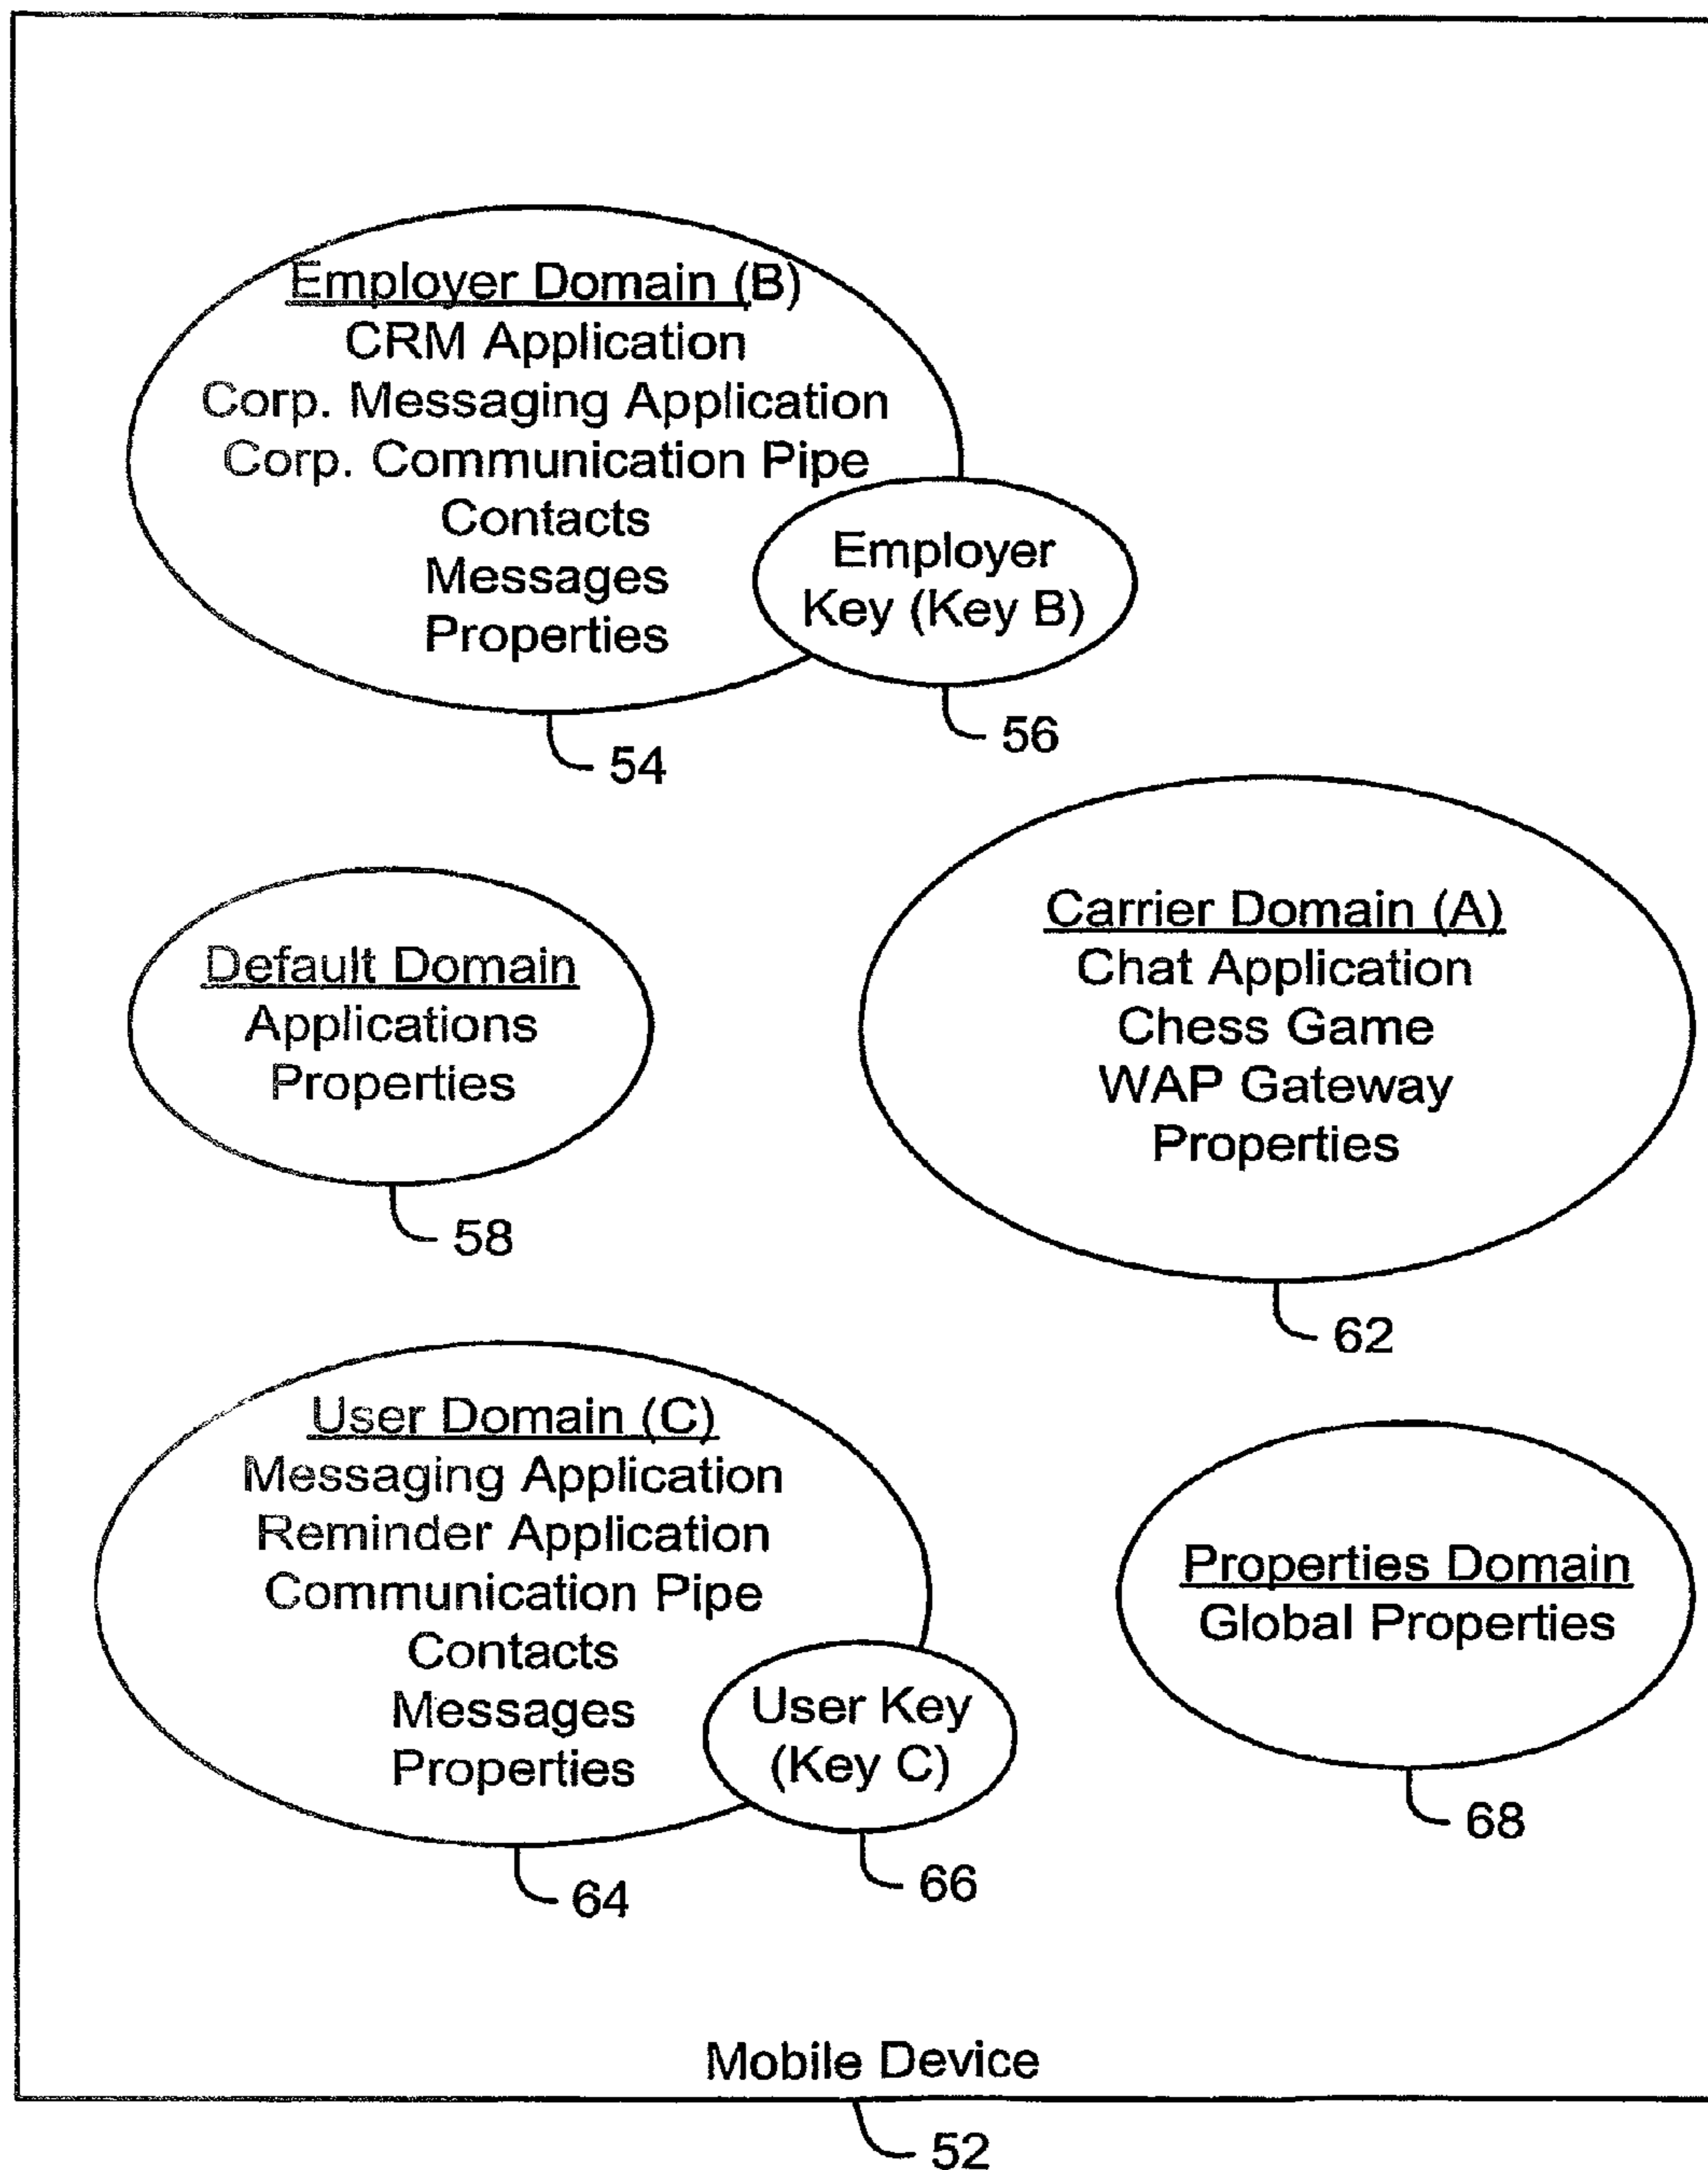 Employer Domain (B)
CRM Application
Corp. Messaging Application
Corp. Communication Pipe
Contacts
Messages
Properties
Employer
Key (Key B)
56
54
Default Domain
Applications
Properties
58
Carrier Domain (A)
Chat Application
Chess Game
WAP Gateway
Properties
62
User Domain (C)
Messaging Application
Reminder Application
Communication Pipe
Contacts
Messages
Properties
User Key
(Key C)
66
64
Properties Domain
Global Properties
68
Mobile Device
52